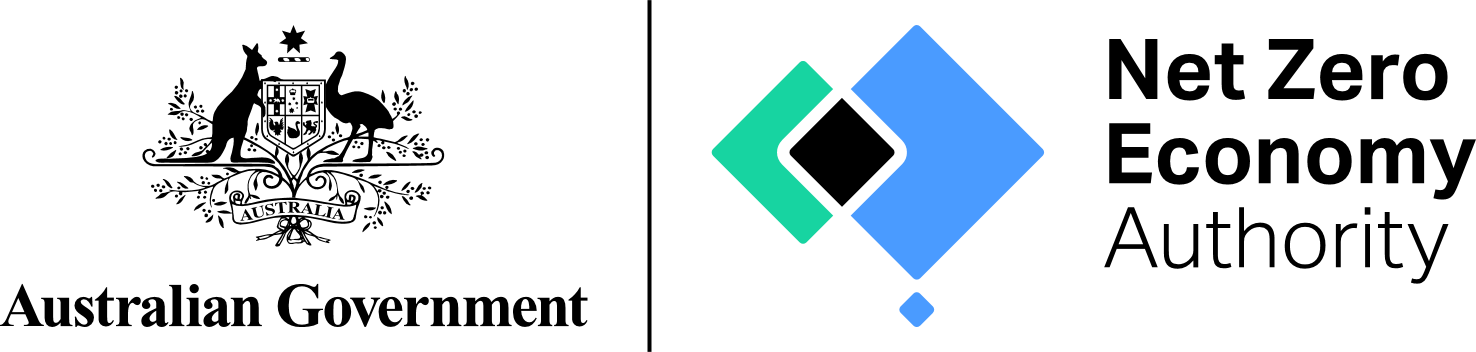 AUSTRALIA
Australian Government
Net Zero
Economy
Authority